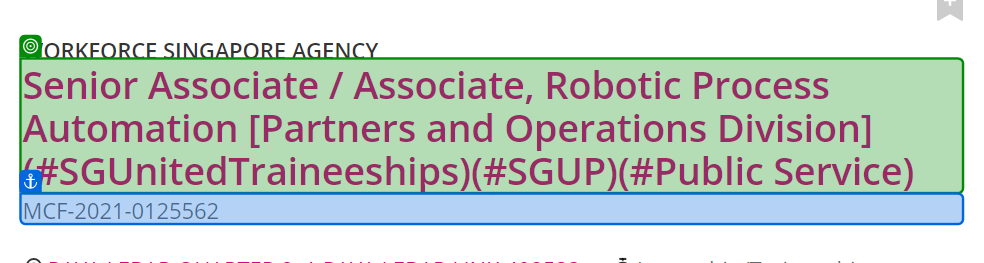 ORKFORCE SINGAPORE AGENCY
Senior Associate / Associate, Robotic Process
Automation [Partners and Operations Division]
(#SGUnitedTraineeships)(#SGUP)(#Public Service)
MCF-2021-0125562